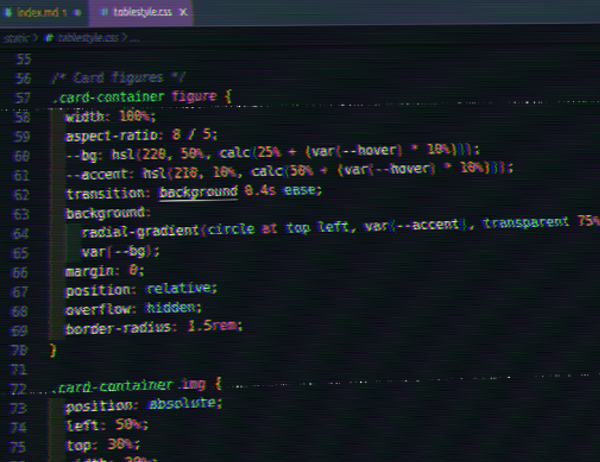 index.md 1
tablestyle.css X
static > # tablestyle.css > ...
55
56 /* Card figures */
57 .card-container figure {
58 width: 100%;
59 aspect-ratio: 8 / 5;
60 --bg: hsl(220, 50%, calc(25% + (var(--hover) * 10%)));
61 --accent: hsl(210, 10%, calc(50% + (var(--hover) * 10%)));
62 transition: background 0.4s ease;
63 background:
64 radial-gradient(circle at top left, var(--accent), transparent 75%
65 var(--bg);
66 margin: 0;
67 position: relative;
68 overflow: hidden;
69 border-radius: 1.5rem;
70 }
71
72 .card-container img {
73 position: absolute;
74 left: 50%;
75 top: 30%;